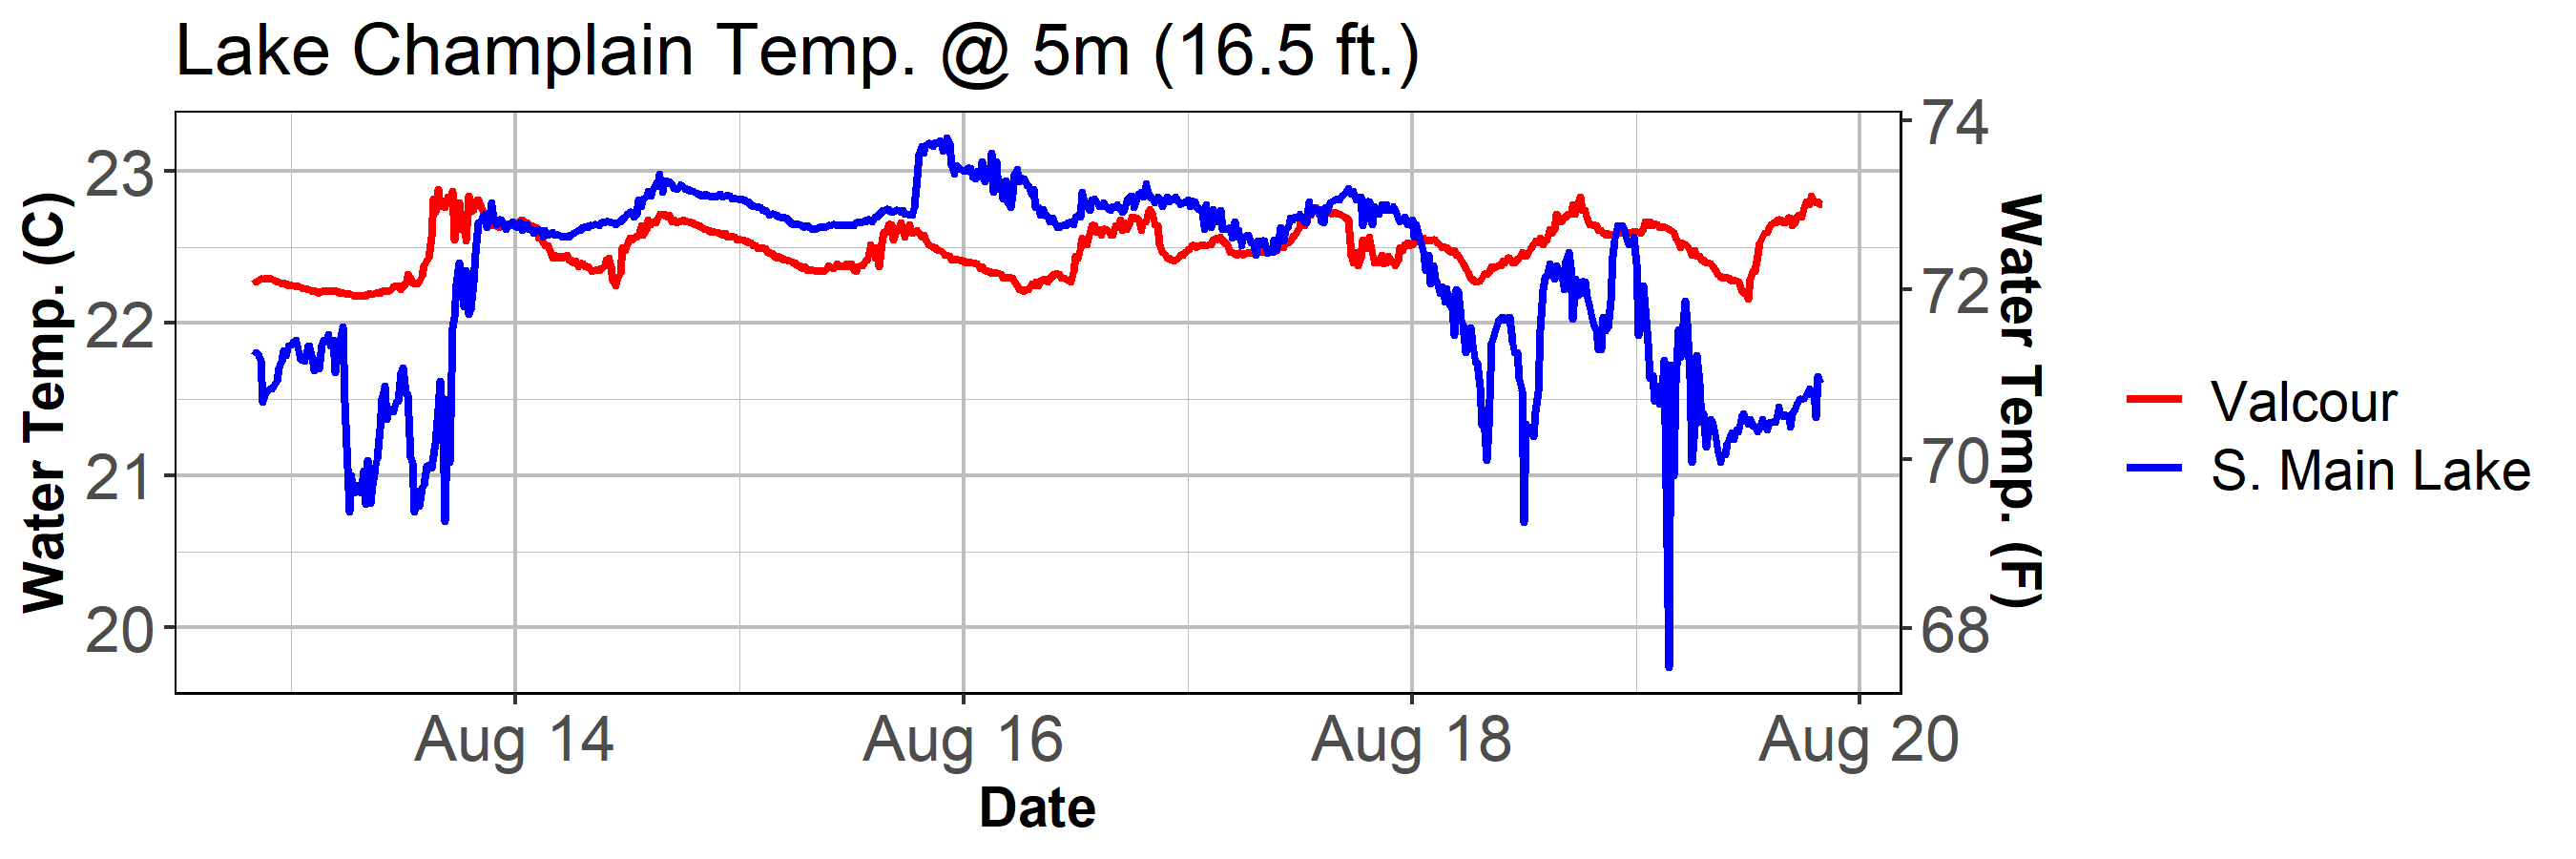 Lake Champlain Temp. @ 5m (16.5 ft.)
Water Temp. (C)
23
22
21
20
74
72
70
68
Water Temp. (F)
Aug 14
Aug 16
Aug 18
Aug 20
Date
Valcour
S. Main Lake